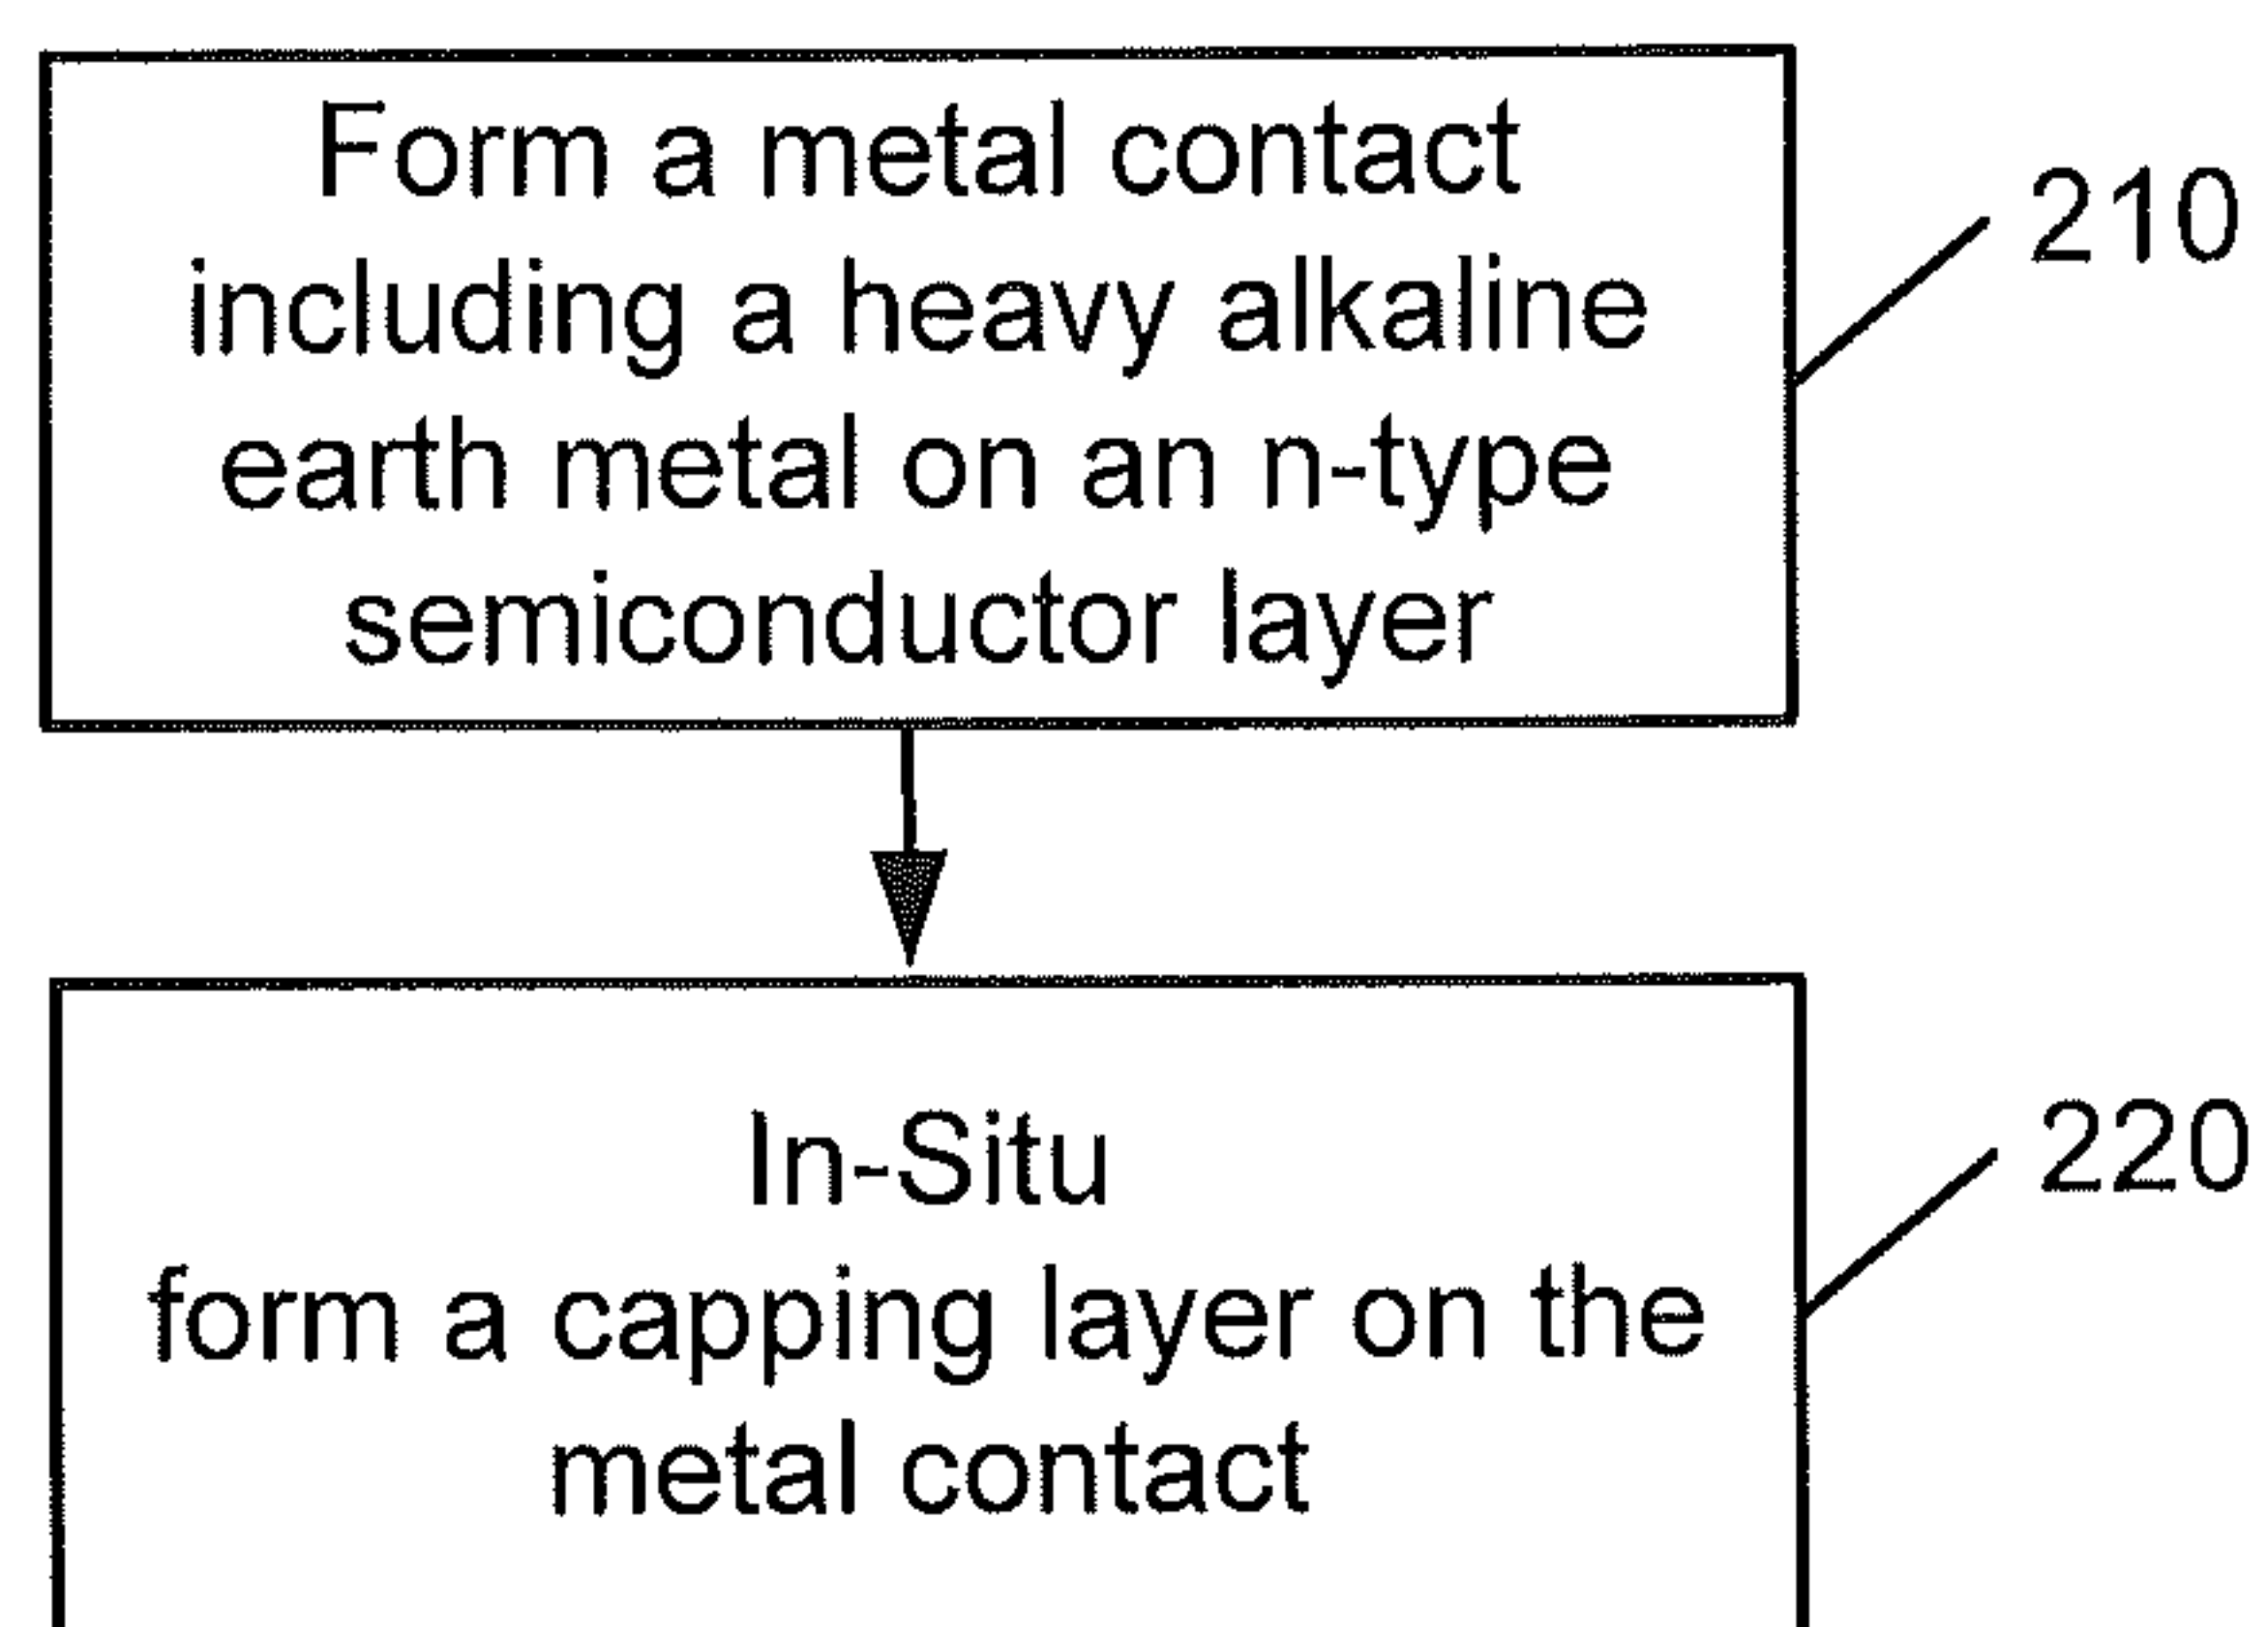 Form a metal contact
including a heavy alkaline
earth metal on an n-type
semiconductor layer
210
In-Situ
form a capping layer on the
metal contact
220